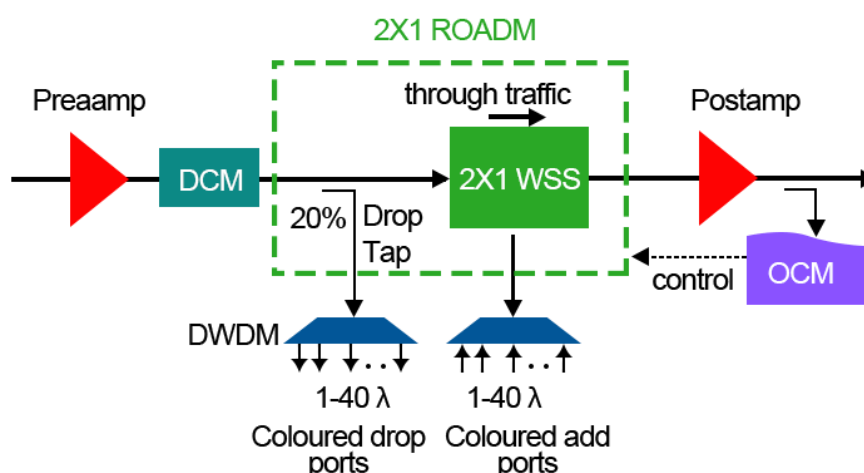 2X1 ROADM
through traffic
Preaamp
Postamp
DCM
2X1 WSS
20%
Drop
Tap
control
OCM
DWDM
1-40 λ
1-40 λ
Coloured drop
ports
Coloured add
ports